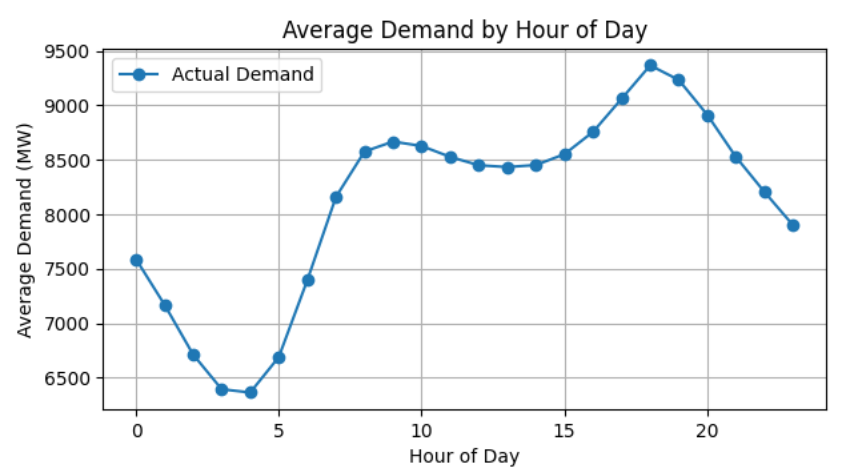 Average Demand by Hour of Day
Actual Demand
Average Demand (MW)
9500
9000
8500
8000
7500
7000
6500
0 5 10 15 20
Hour of Day